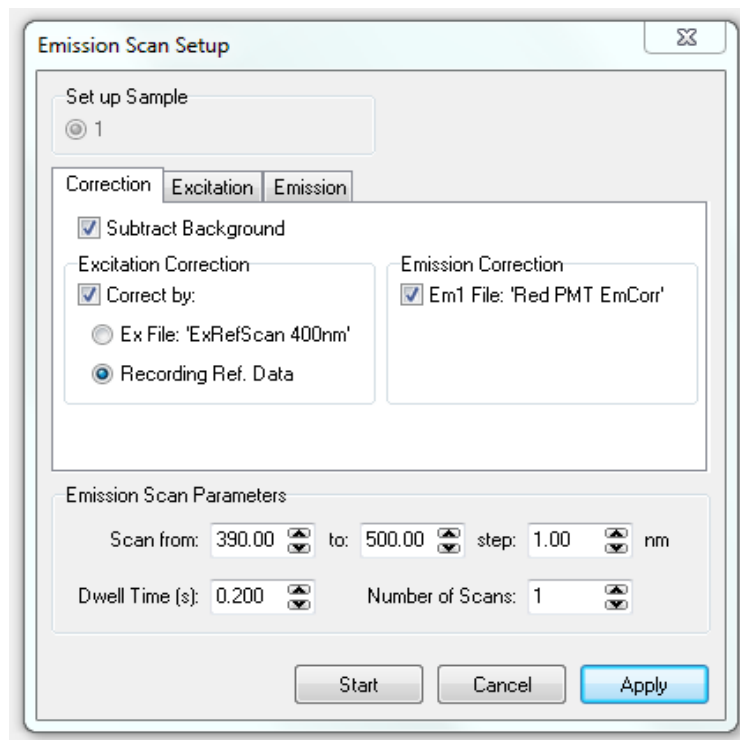 Emission Scan Setup
Set up Sample
1
Correction Excitation Emission
Subtract Background
Excitation Correction
Correct by:
Ex File: 'ExRefScan 400nm'
Recording Ref. Data
Emission Correction
Em1 File: 'Red PMT EmCorr'
Emission Scan Parameters
Scan from: 390.00 to: 500.00 step: 1.00 nm
Dwell Time (s): 0.200 Number of Scans: 1
Start Cancel Apply